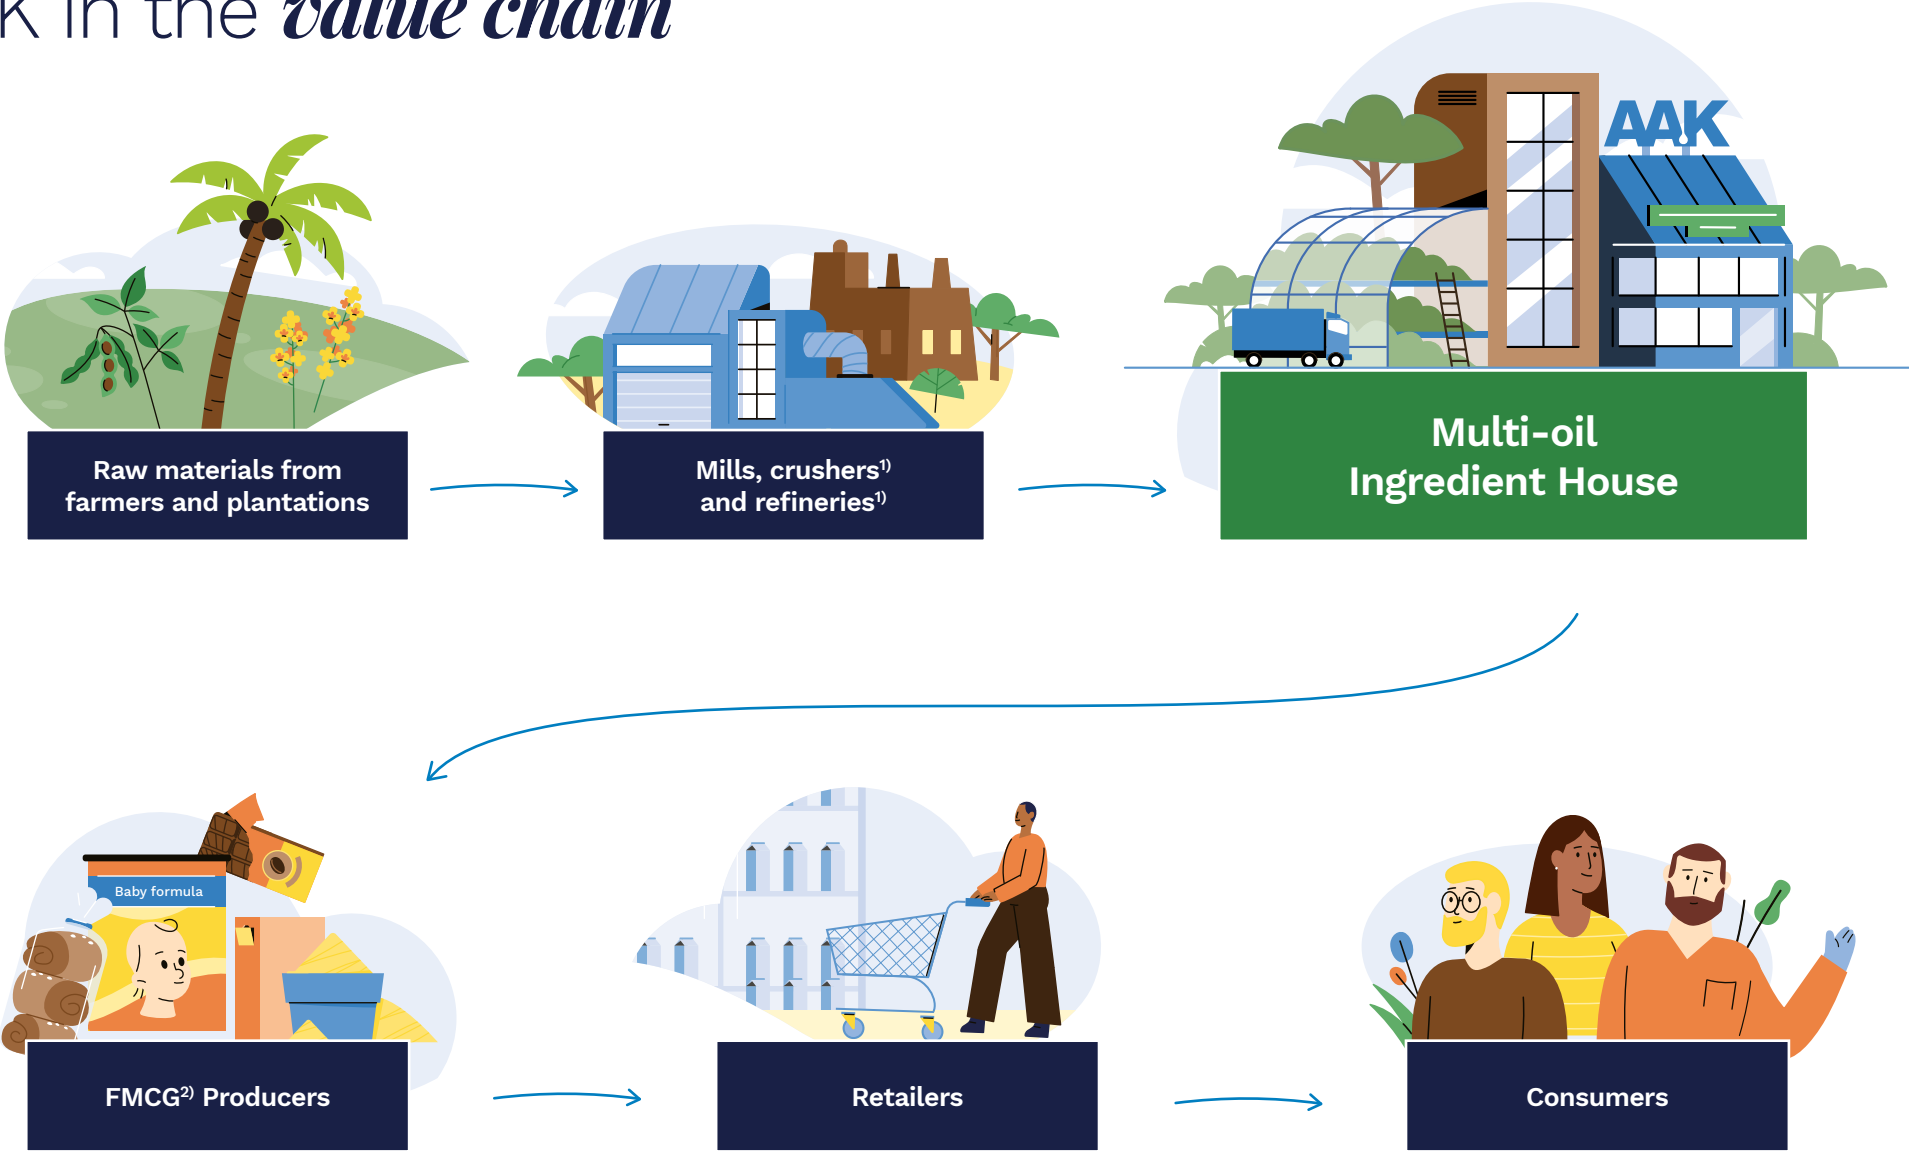 K in the value chain
AAK
Raw materials from
farmers and plantations
Mills, crushers¹⁾
and refineries¹⁾
Multi-oil
Ingredient House
Baby formula
FMCG²⁾ Producers
Retailers
Consumers